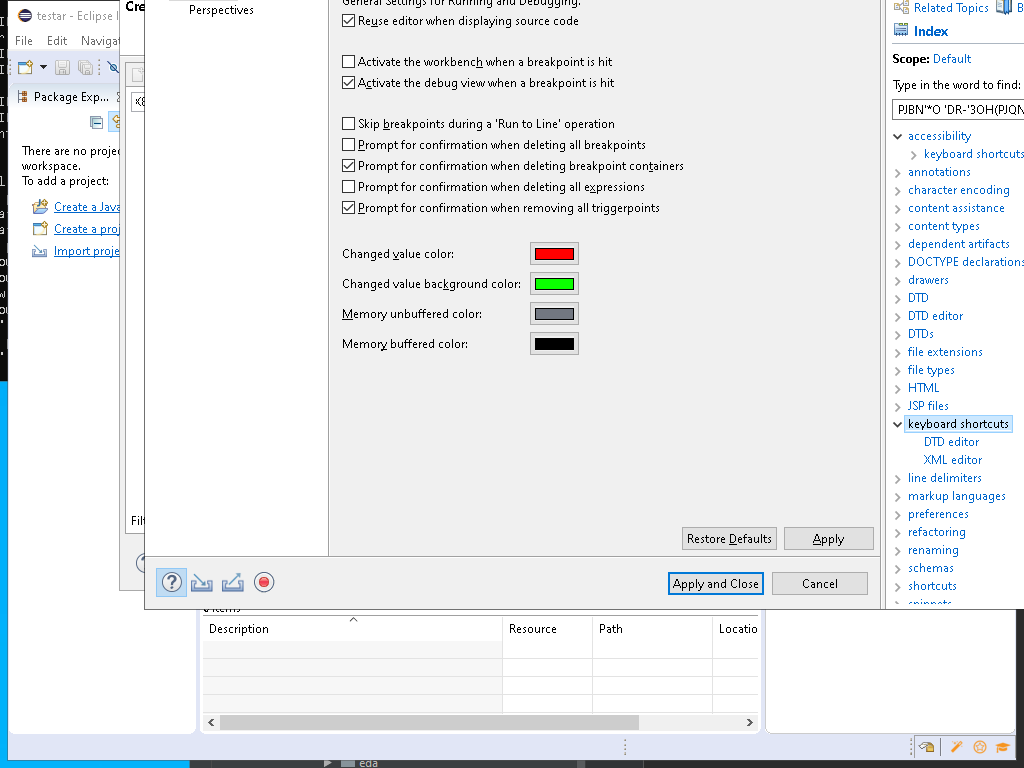 testar - Eclipse I
File Edit Navigat
Package Exp...
There are no proje
workspace.
To add a project:
Create a Java
Create a proj
Import proje
Cre
Filt
Perspectives
General Settings for Running and Debugging.
Reuse editor when displaying source code
Activate the workbench when a breakpoint is hit
Activate the debug view when a breakpoint is hit
Skip breakpoints during a 'Run to Line' operation
Prompt for confirmation when deleting all breakpoints
Prompt for confirmation when deleting breakpoint containers
Prompt for confirmation when deleting all expressions
Prompt for confirmation when removing all triggerpoints
Changed value color:
Changed value background color:
Memory unbuffered color:
Memory buffered color:
Restore Defaults Apply
Apply and Close Cancel
Related Topics B
Index
Scope: Default
Type in the word to find:
PJBN'*O 'DR-'3OH(PJQN
accessibility
keyboard shortcuts
annotations
character encoding
content assistance
content types
dependent artifacts
DOCTYPE declarations
drawers
DTD
DTD editor
DTDs
file extensions
file types
HTML
JSP files
keyboard shortcuts
DTD editor
XML editor
line delimiters
markup languages
preferences
refactoring
renaming
schemas
shortcuts
snippets
items
Description Resource Path Locatio
eda